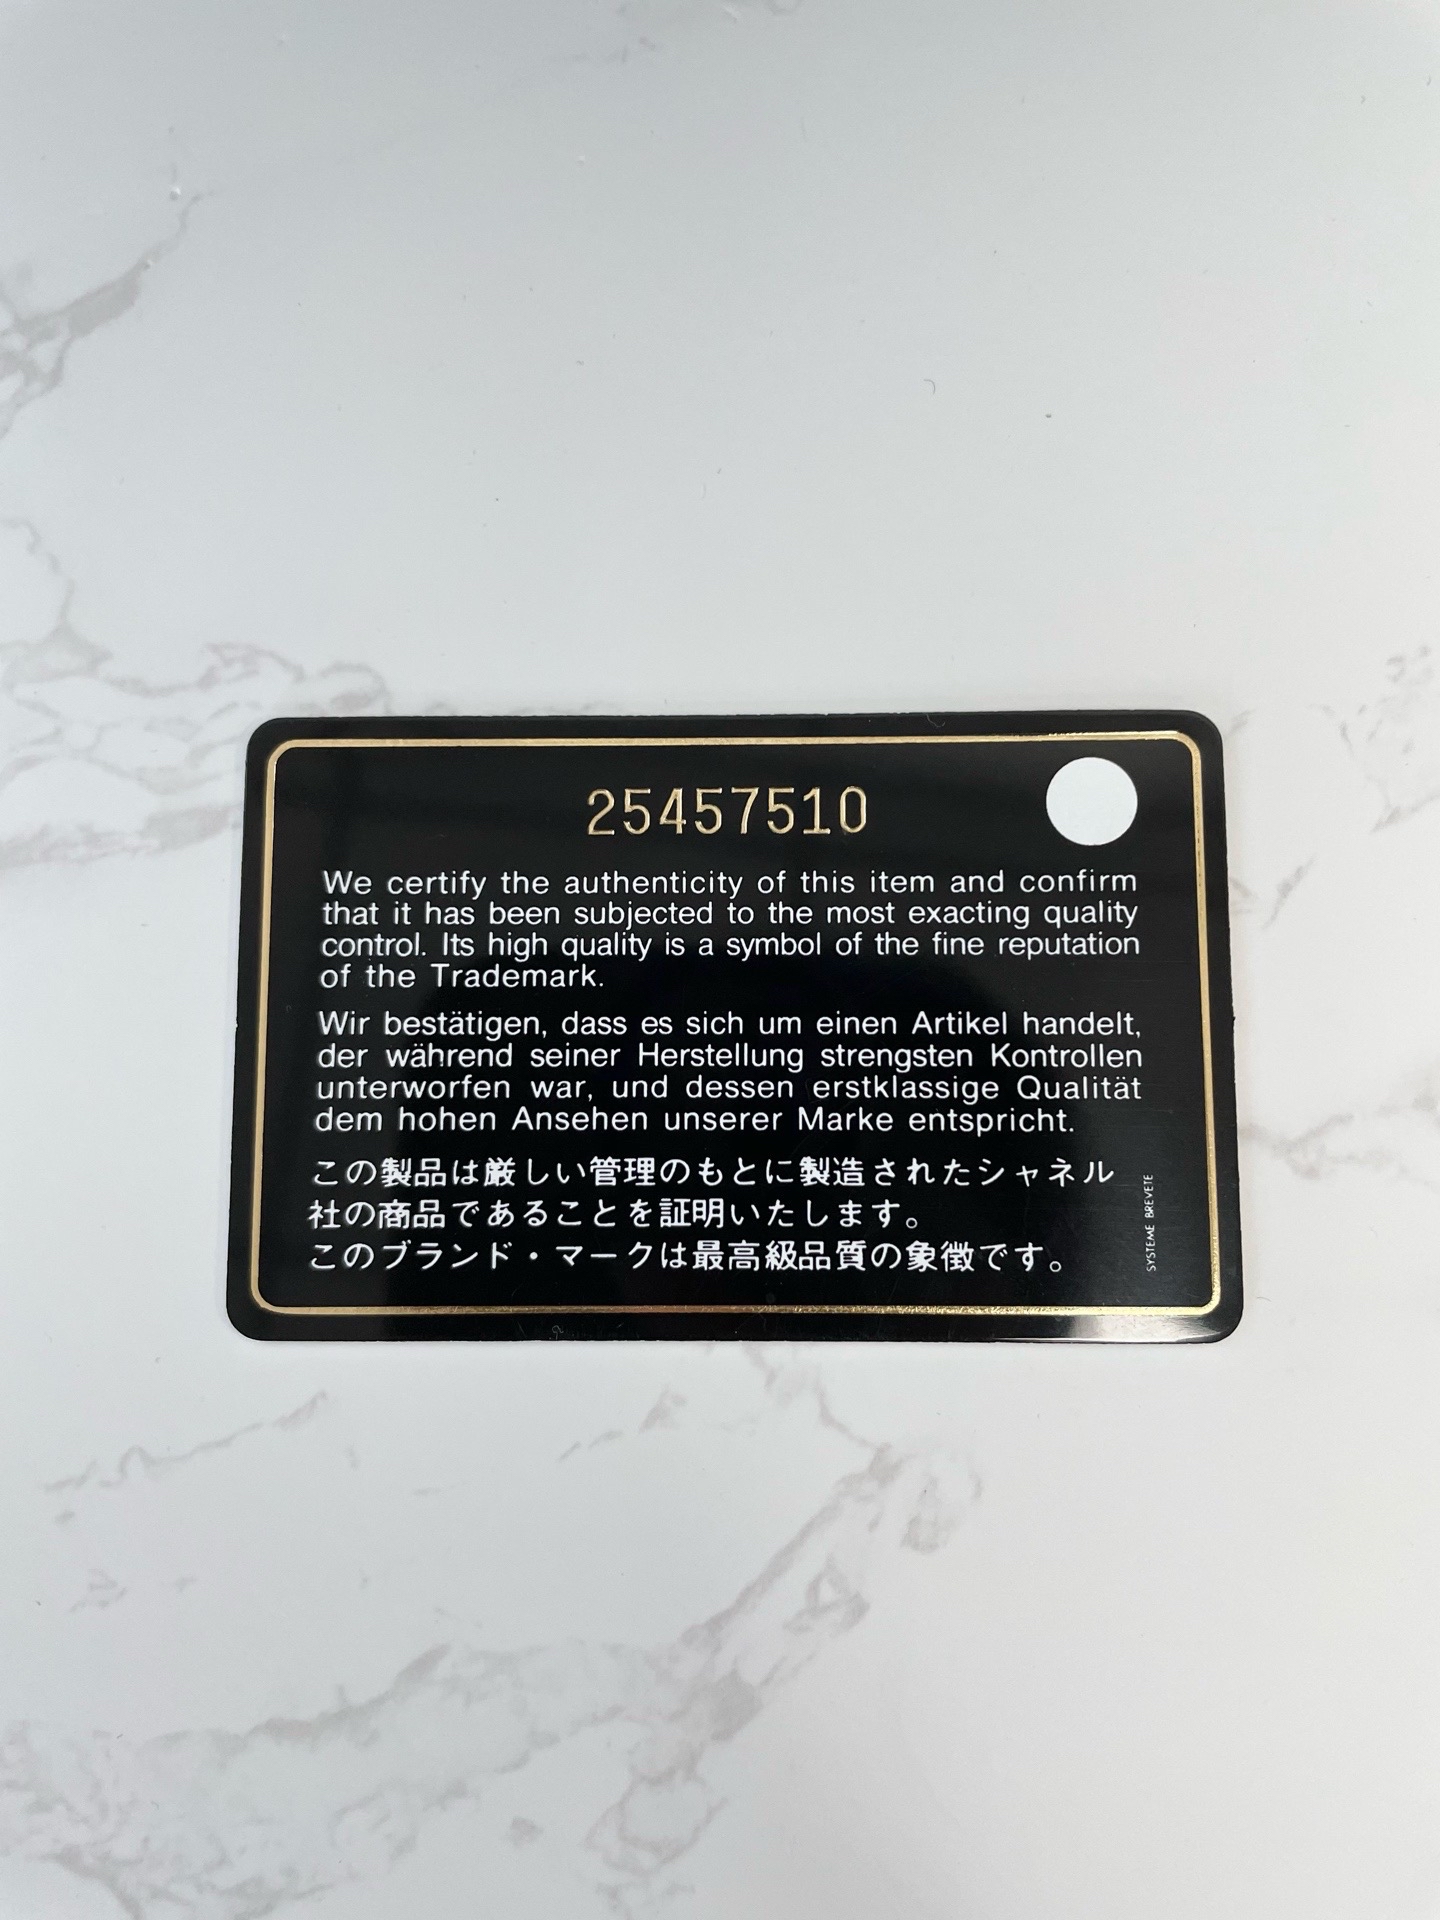 25457510
We certify the authenticity of this item and confirm
that it has been subjected to the most exacting quality
control. Its high quality is a symbol of the fine reputation
of the Trademark.
Wir bestätigen, dass es sich um einen Artikel handelt,
der während seiner Herstellung strengsten Kontrollen
unterworfen war, und dessen erstklassige Qualität
dem hohen Ansehen unserer Marke entspricht.
この製品は厳しい管理のもとに製造されたシャネル
社の商品であることを証明いたします。
このブランド・マークは最高級品質の象徴です。
SYSTEME BREVETE